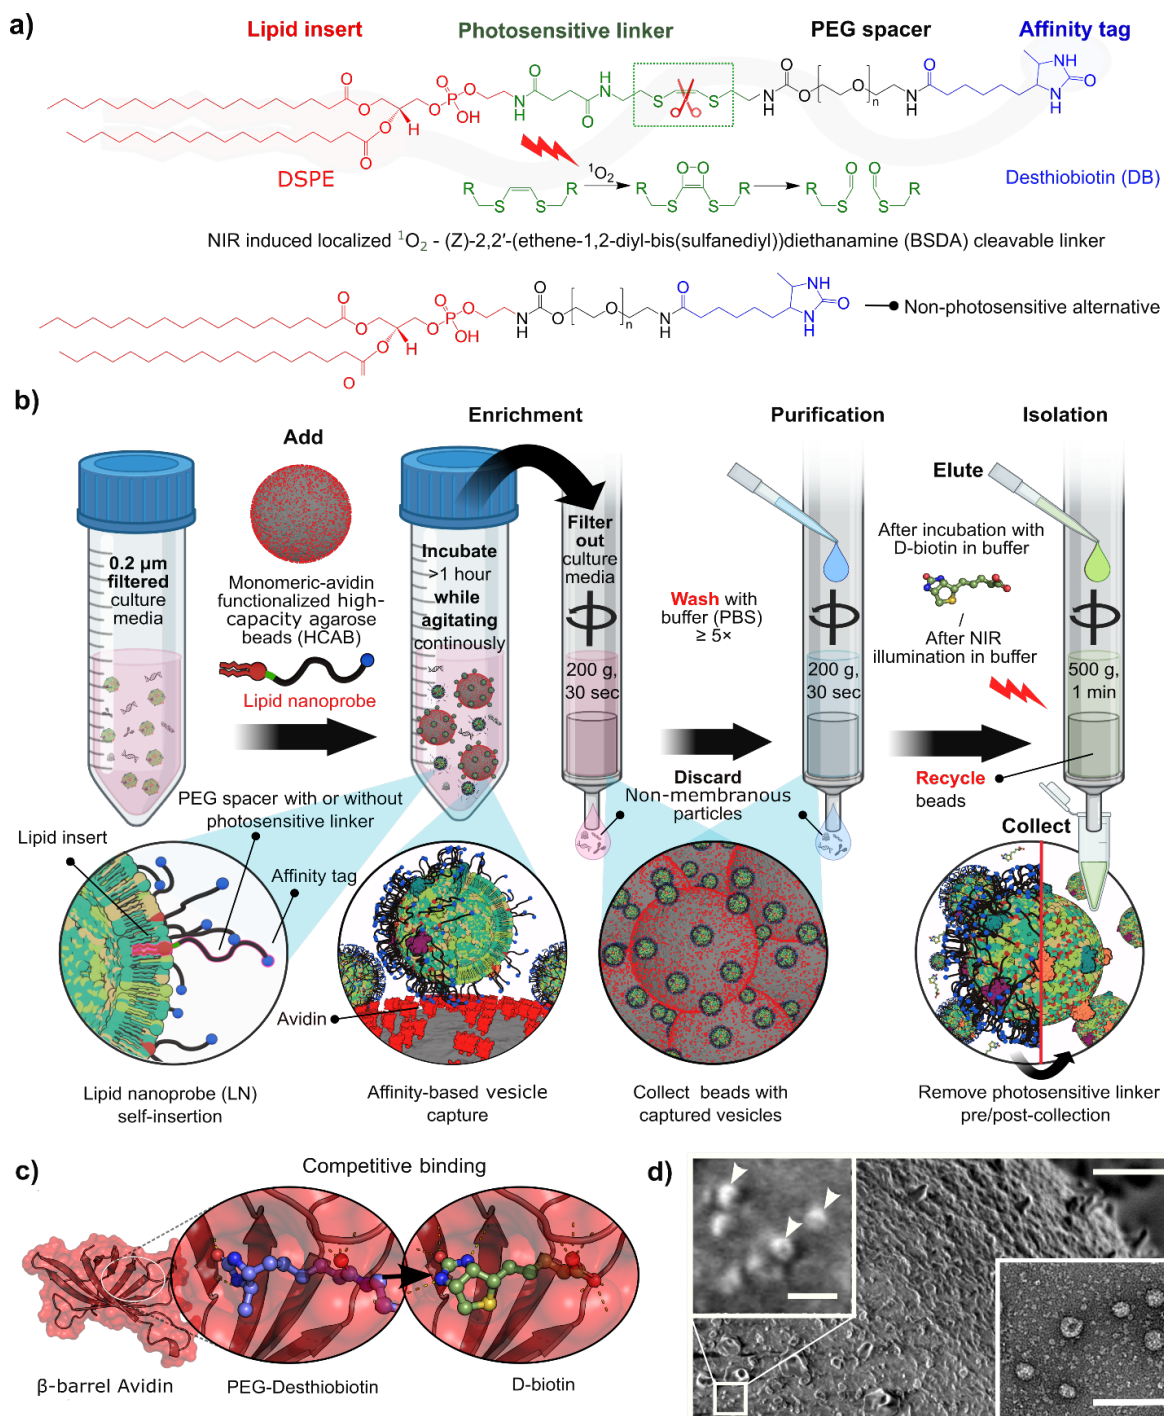 a)
Lipid insert
Photosensitive linker
PEG spacer
Affinity tag
O
O
O
O
P
O
OH
O
H
O
O
N
H
O
O
H
N
S
S
N
H
O
O
O
n
N
H
O
NH
O
N
H
DSPE
¹O₂
R
R
S
S
O-O
R
R
S
S
R
O
O
R
S
S
Desthiobiotin (DB)
NIR induced localized ¹O₂ - (Z)-2,2′-(ethene-1,2-diyl-bis(sulfanediyl))diethanamine (BSDA) cleavable linker
O
O
O
O
P
O
OH
O
H
O
N
H
O
O
O
n
N
H
O
NH
O
N
H
Non-photosensitive alternative
b)
Enrichment
Purification
Isolation
Add
Elute
0.2 µm
filtered
culture
media
Monomeric-avidin
functionalized high-
capacity agarose
beads (HCAB)
Lipid nanoprobe
Incubate
>1 hour
while
agitating
continously
Filter
out
culture
media
200 g,
30 sec
Wash with
buffer (PBS)
≥ 5×
200 g,
30 sec
After incubation with
D-biotin in buffer
/
After NIR
illumination in buffer
500 g,
1 min
Discard
Non-membranous
particles
Recycle
beads
Collect
PEG spacer with or without
photosensitive linker
Lipid insert
Affinity tag
Avidin
Lipid nanoprobe (LN)
self-insertion
Affinity-based vesicle
capture
Collect beads with
captured vesicles
Remove photosensitive linker
pre/post-collection
c)
Competitive binding
β-barrel Avidin
PEG-Desthiobiotin
D-biotin
d)